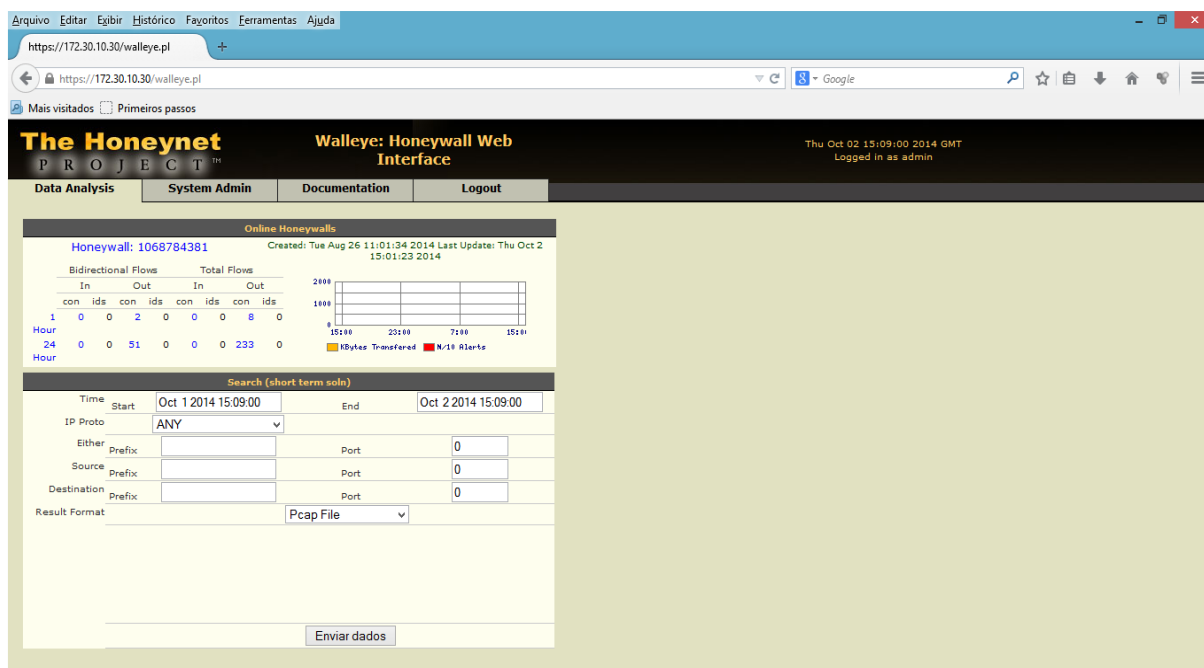 Arquivo Editar Exibir Histórico Favoritos Ferramentas Ajuda
https://172.30.10.30/walleye.pl
https://172.30.10.30/walleye.pl
Google
Mais visitados Primeiros passos
The Honeynet
PROJECT™
Walleye: Honeywall Web
Interface
Thu Oct 02 15:09:00 2014 GMT
Logged in as admin
Data Analysis System Admin Documentation Logout
Online Honeywalls
Honeywall: 1068784381
Created: Tue Aug 26 11:01:34 2014 Last Update: Thu Oct 2
15:01:23 2014
Bidirectional Flows Total Flows
In Out In Out
con ids con ids con ids con ids
1 0 0 2 0 0 0 8 0
Hour
24 0 0 51 0 0 0 233 0
Hour
2000
1000
0
15:00 23:00 7:00 15:0
KBytes Transfered N/10 Alerts
Search (short term soln)
Time Start Oct 1 2014 15:09:00 End Oct 2 2014 15:09:00
IP Proto ANY
Either Prefix Port 0
Source Prefix Port 0
Destination Prefix Port 0
Result Format Pcap File
Enviar dados